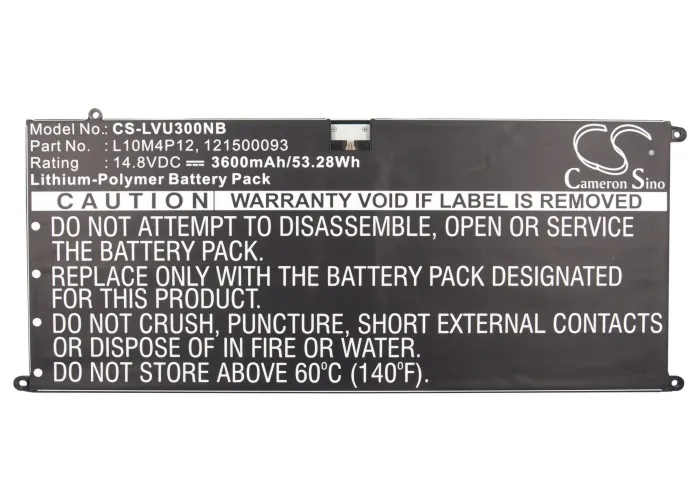 Model No.: CS-LVU300NB
Part No. : L10M4P12, 121500093
Rating : 14.8VDC ⎓ 3600mAh/53.28Wh
Lithium-Polymer Battery Pack
CS
Cameron Sino
CAUTION WARRANTY VOID IF LABEL IS REMOVED
• DO NOT ATTEMPT TO DISASSEMBLE, OPEN OR SERVICE
THE BATTERY PACK.
• REPLACE ONLY WITH THE BATTERY PACK DESIGNATED
FOR THIS PRODUCT.
• DO NOT CRUSH, PUNCTURE, SHORT EXTERNAL CONTACTS
OR DISPOSE OF IN FIRE OR WATER.
• DO NOT STORE ABOVE 60°C (140°F).